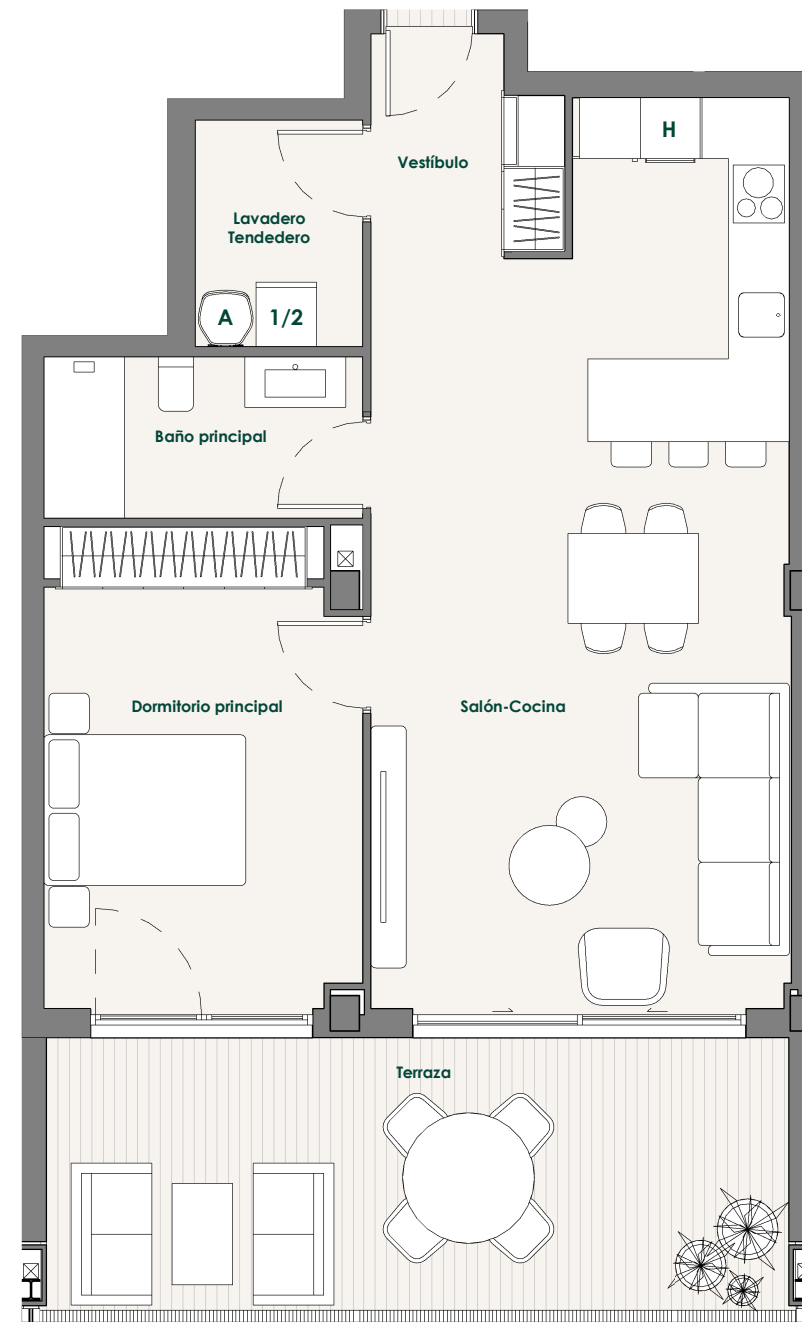 H
Vestíbulo
Lavadero
Tendedero
A
1/2
Baño principal
Dormitorio principal
Salón-Cocina
Terraza